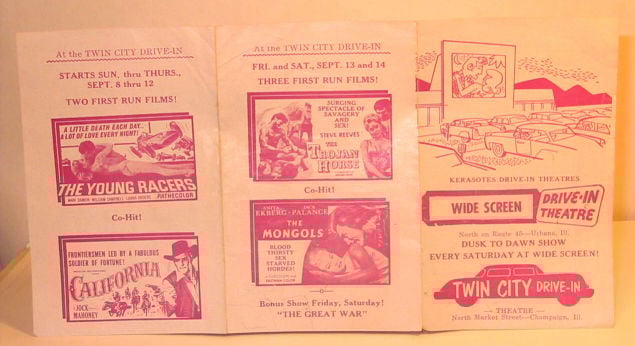 At the TWIN CITY DRIVE-IN
STARTS SUN, thru THURS.,
SEPT. 8 thru 12
TWO FIRST RUN FILMS!
A LITTLE DEATH EACH DAY...
A LOT OF LOVE EVERY NIGHT!
THE YOUNG RACERS
MARK DAMON WILLIAM CAMPBELL LUANA ANDERS PATHECOLOR
Co-Hit!
FRONTIERSMEN LED BY A FABULOUS
SOLDIER OF FORTUNE!
CALIFORNIA
JOCK
MAHONEY
At the TWIN CITY DRIVE-IN
FRI. and SAT., SEPT. 13 and 14
THREE FIRST RUN FILMS!
SURGING
SPECTACLE OF
SAVAGERY
AND
SEX!
STEVE REEVES
THE
TROJAN
HORSE
Co-Hit!
ANITA JACK
EKBERG-PALANCE
THE
MONGOLS
BLOOD
THIRSTY
SEX
STARVED
HORDES!
Bonus Show Friday, Saturday!
"THE GREAT WAR"
KERASOTES DRIVE-IN THEATRES
WIDE SCREEN
DRIVE-IN
THEATRE
North on Route 45—Urbana, Ill.
DUSK TO DAWN SHOW
EVERY SATURDAY AT WIDE SCREEN!
TWIN CITY DRIVE-IN
— THEATRE —
North Market Street—Champaign, Ill.